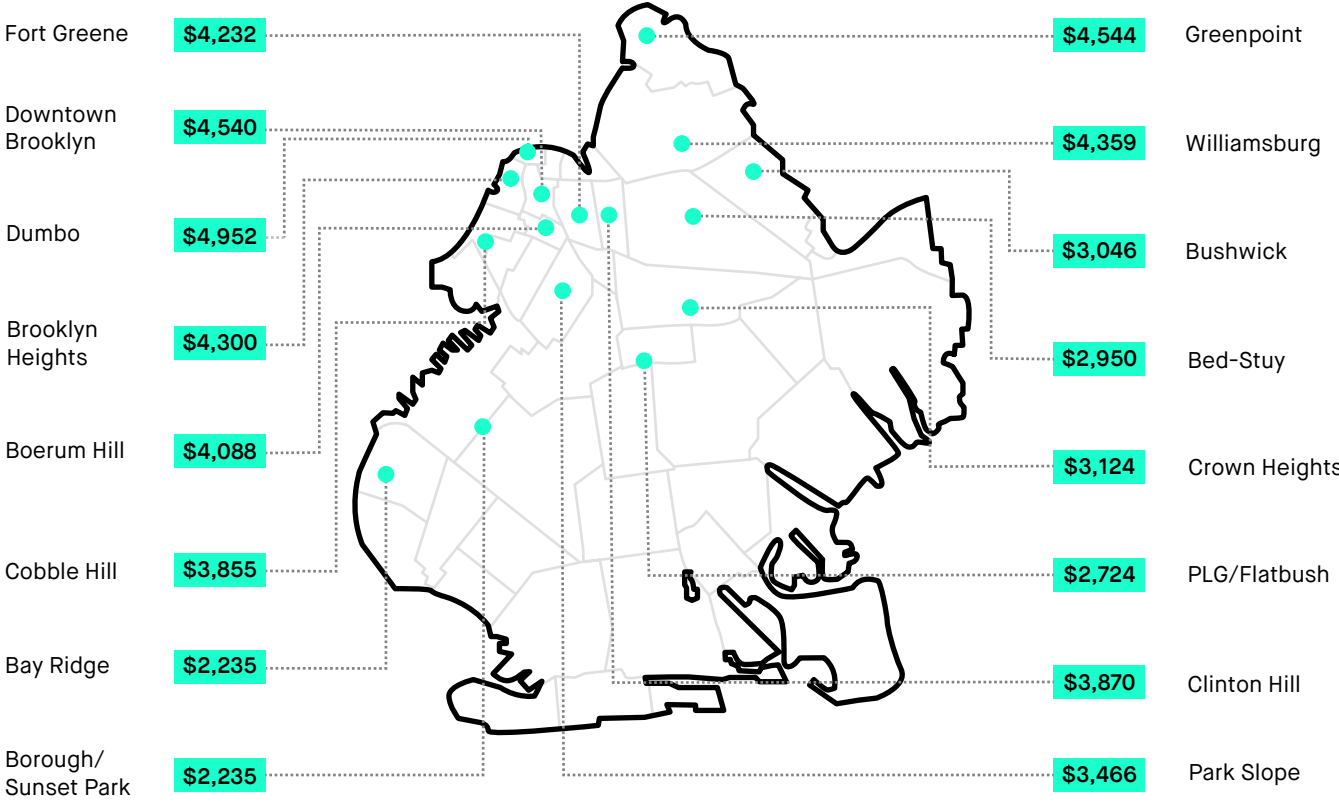 Fort Greene $4,232
Downtown
Brooklyn
$4,540
Dumbo $4,952
Brooklyn
Heights
$4,300
Boerum Hill $4,088
Cobble Hill $3,855
Bay Ridge $2,235
Borough/
Sunset Park
$2,235
$4,544 Greenpoint
$4,359 Williamsburg
$3,046 Bushwick
$2,950 Bed-Stuy
$3,124 Crown Heights
$2,724 PLG/Flatbush
$3,870 Clinton Hill
$3,466 Park Slope